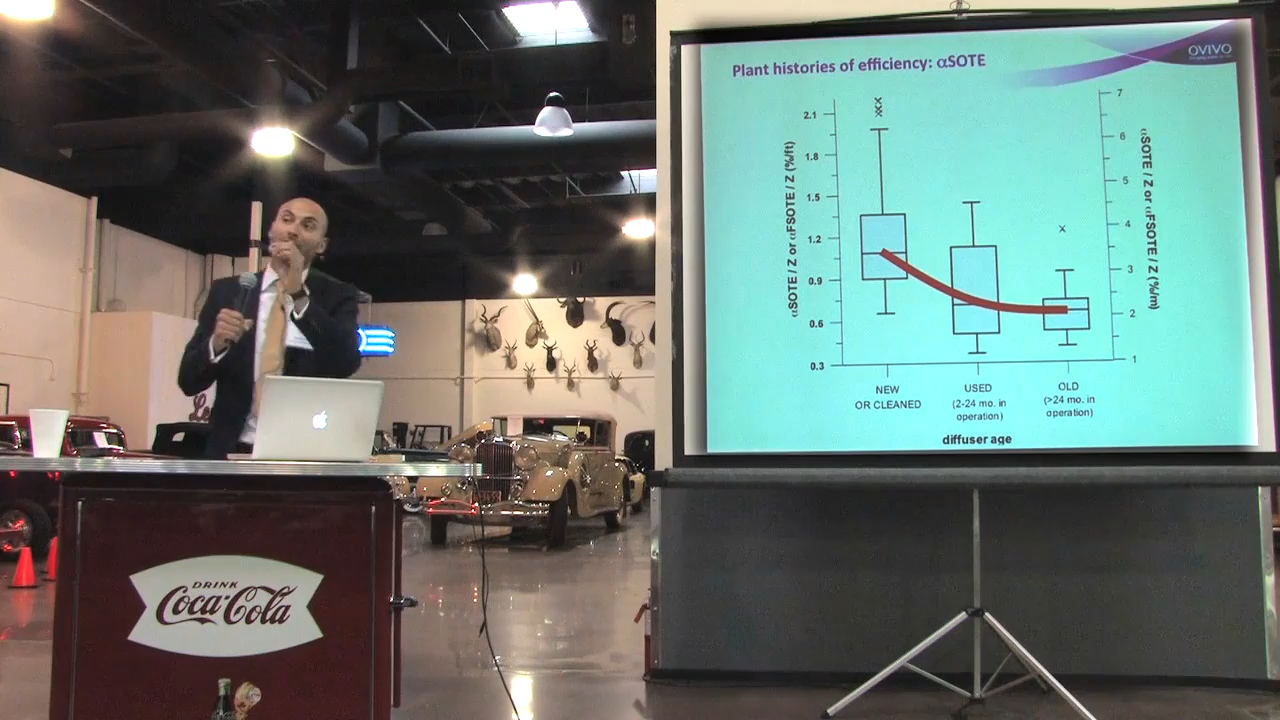 OVIVO
Plant histories of efficiency: αSOTE
αSOTE / Z or αFSOTE / Z (%/ft)
2.1
1.8
1.5
1.2
0.9
0.6
0.3
7
6
5
4
3
2
1
αSOTE / Z or αFSOTE / Z (%/m)
NEW
OR CLEANED
USED
(2-24 mo. in
operation)
OLD
(>24 mo. in
operation)
diffuser age
DRINK
Coca-Cola